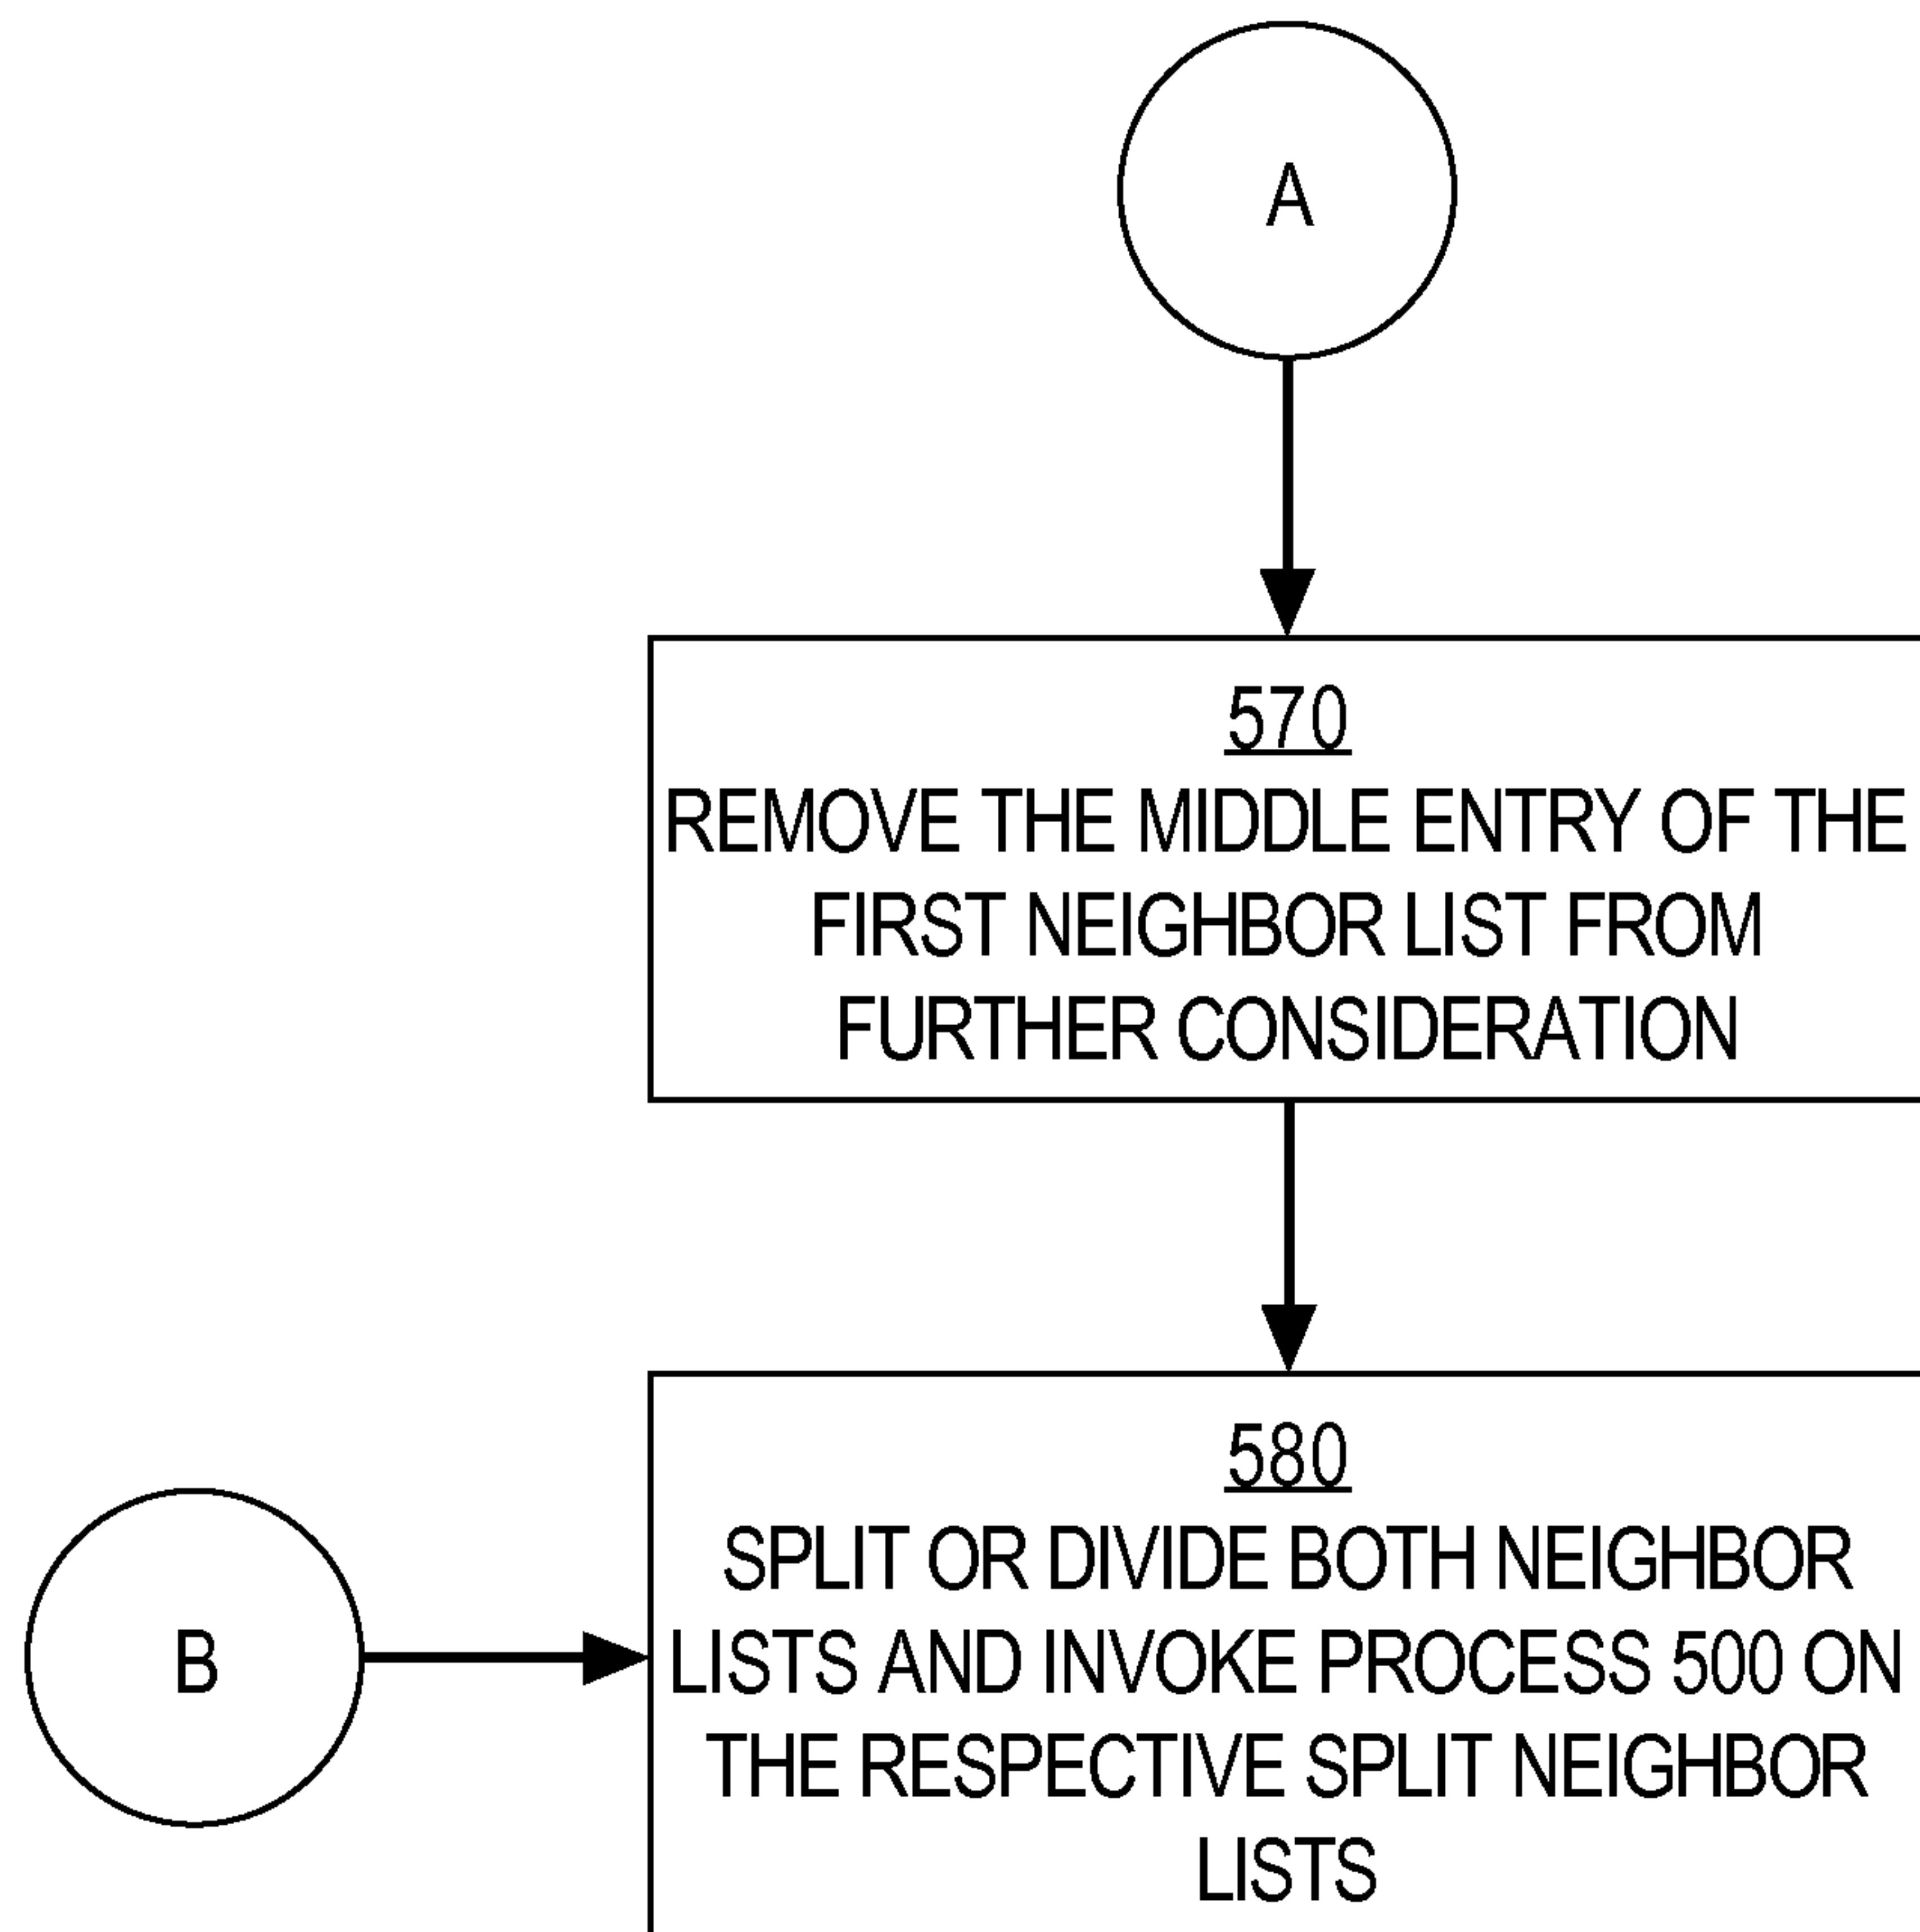 A
570
REMOVE THE MIDDLE ENTRY OF THE
FIRST NEIGHBOR LIST FROM
FURTHER CONSIDERATION
580
SPLIT OR DIVIDE BOTH NEIGHBOR
LISTS AND INVOKE PROCESS 500 ON
THE RESPECTIVE SPLIT NEIGHBOR
LISTS
B